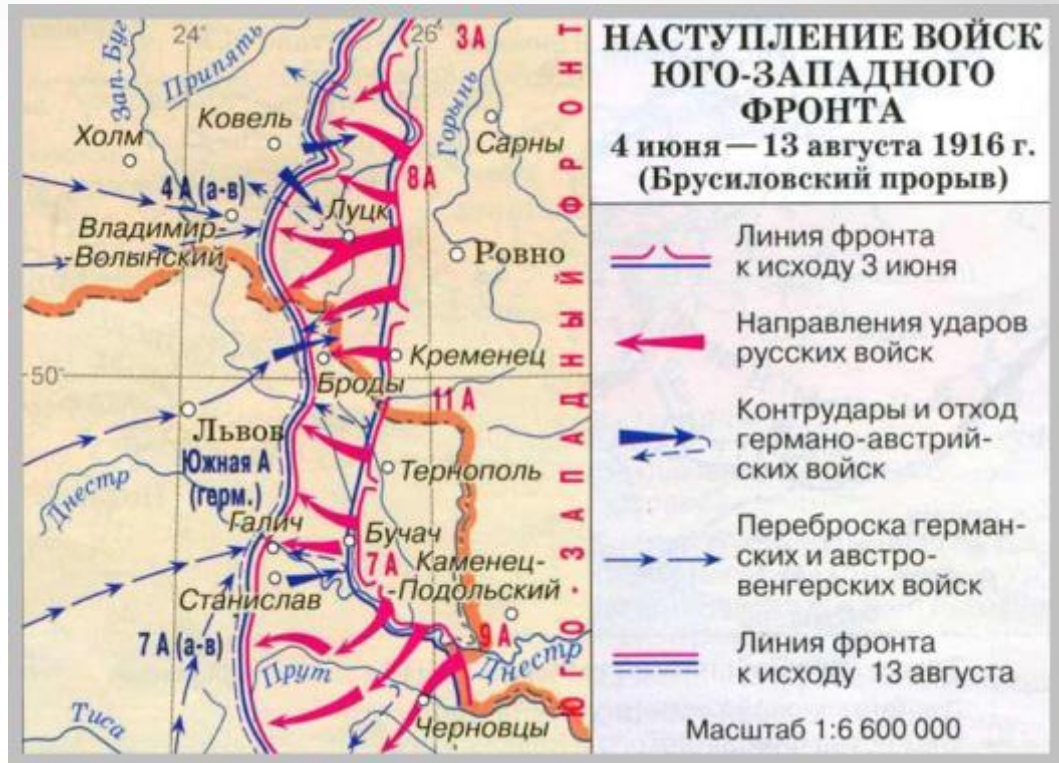 24°
26°
3 А
Зап. Буг
Припять
Горынь
Холм
Ковель
Сарны
4 А (а-в)
8 А
Луцк
Владимир-
-Волынский
Ровно
Кременец
50°
Броды
11 А
Львов
Южная А
(герм.)
Тернополь
Днестр
Галич
Бучач
7 А
Каменец-
-Подольский
Станислав
7 А (а-в)
9 А
Днестр
Прут
Тиса
Черновцы
ЮГО-ЗАПАДНЫЙ ФРОНТ
НАСТУПЛЕНИЕ ВОЙСК
ЮГО-ЗАПАДНОГО
ФРОНТА
4 июня — 13 августа 1916 г.
(Брусиловский прорыв)
Линия фронта
к исходу 3 июня
Направления ударов
русских войск
Контрудары и отход
германо-австрий-
ских войск
Переброска герман-
ских и австро-
венгерских войск
Линия фронта
к исходу 13 августа
Масштаб 1:6 600 000